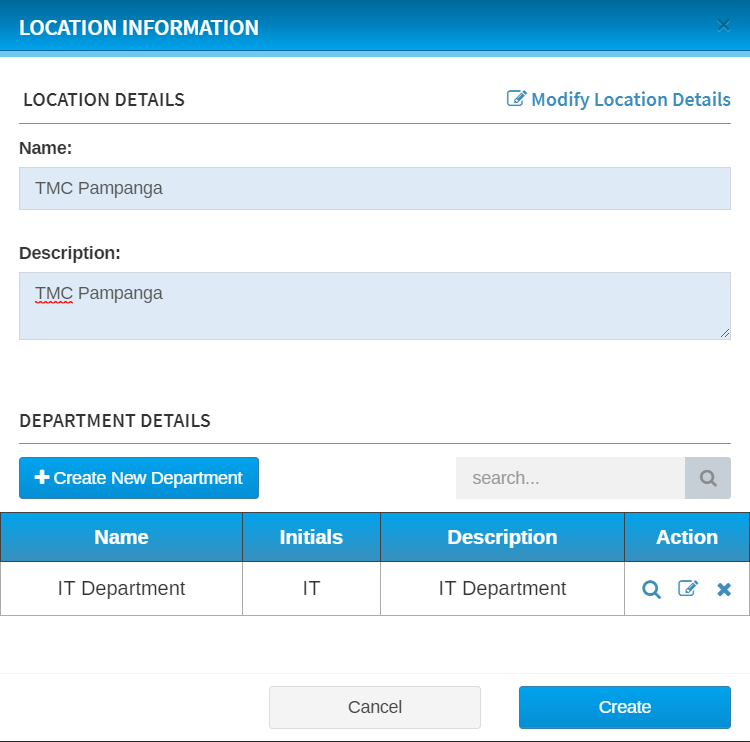 LOCATION INFORMATION
LOCATION DETAILS
Modify Location Details
Name:
TMC Pampanga
Description:
TMC Pampanga
DEPARTMENT DETAILS
Create New Department
search...
Name Initials Description Action
IT Department IT IT Department
Cancel Create